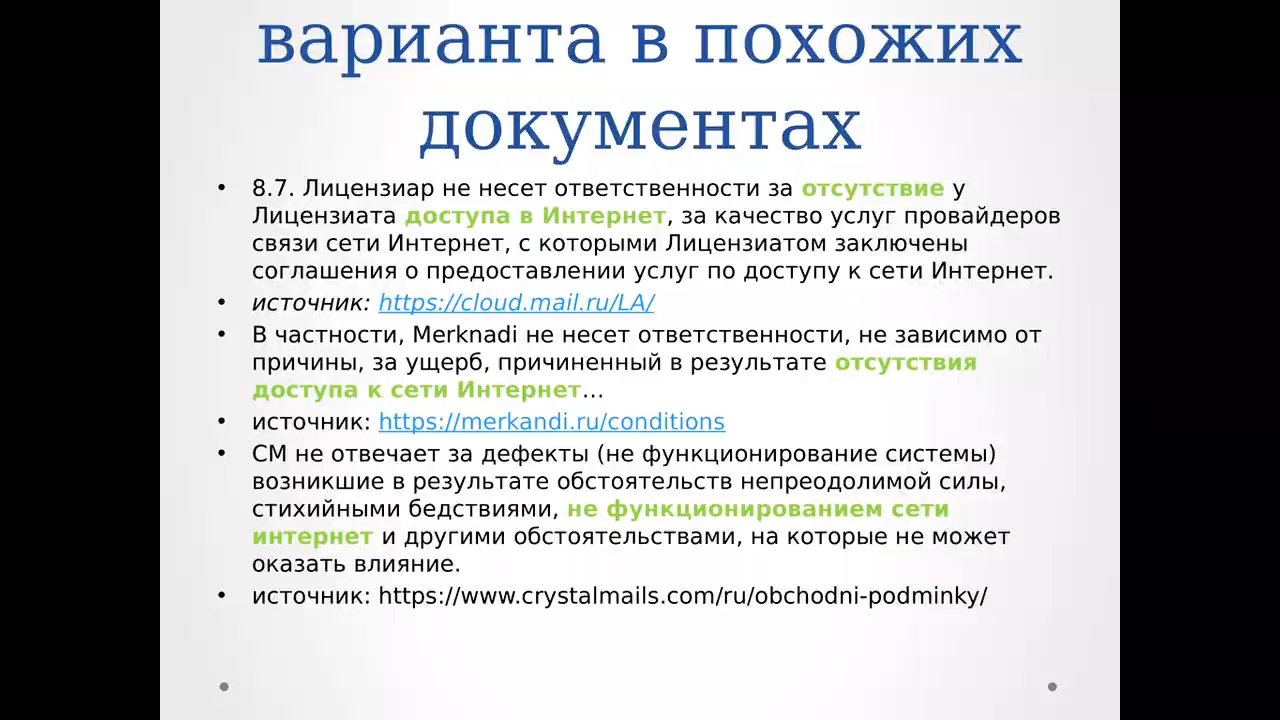 варианта в похожих
документах
• 8.7. Лицензиар не несет ответственности за отсутствие у
Лицензиата доступа в Интернет, за качество услуг провайдеров
связи сети Интернет, с которыми Лицензиатом заключены
соглашения о предоставлении услуг по доступу к сети Интернет.
• источник: https://cloud.mail.ru/LA/
• В частности, Merknadi не несет ответственности, не зависимо от
причины, за ущерб, причиненный в результате отсутствия
доступа к сети Интернет...
• источник: https://merkandi.ru/conditions
• СМ не отвечает за дефекты (не функционирование системы)
возникшие в результате обстоятельств непреодолимой силы,
стихийными бедствиями, не функционированием сети
интернет и другими обстоятельствами, на которые не может
оказать влияние.
• источник: https://www.crystalmails.com/ru/obchodni-podminky/